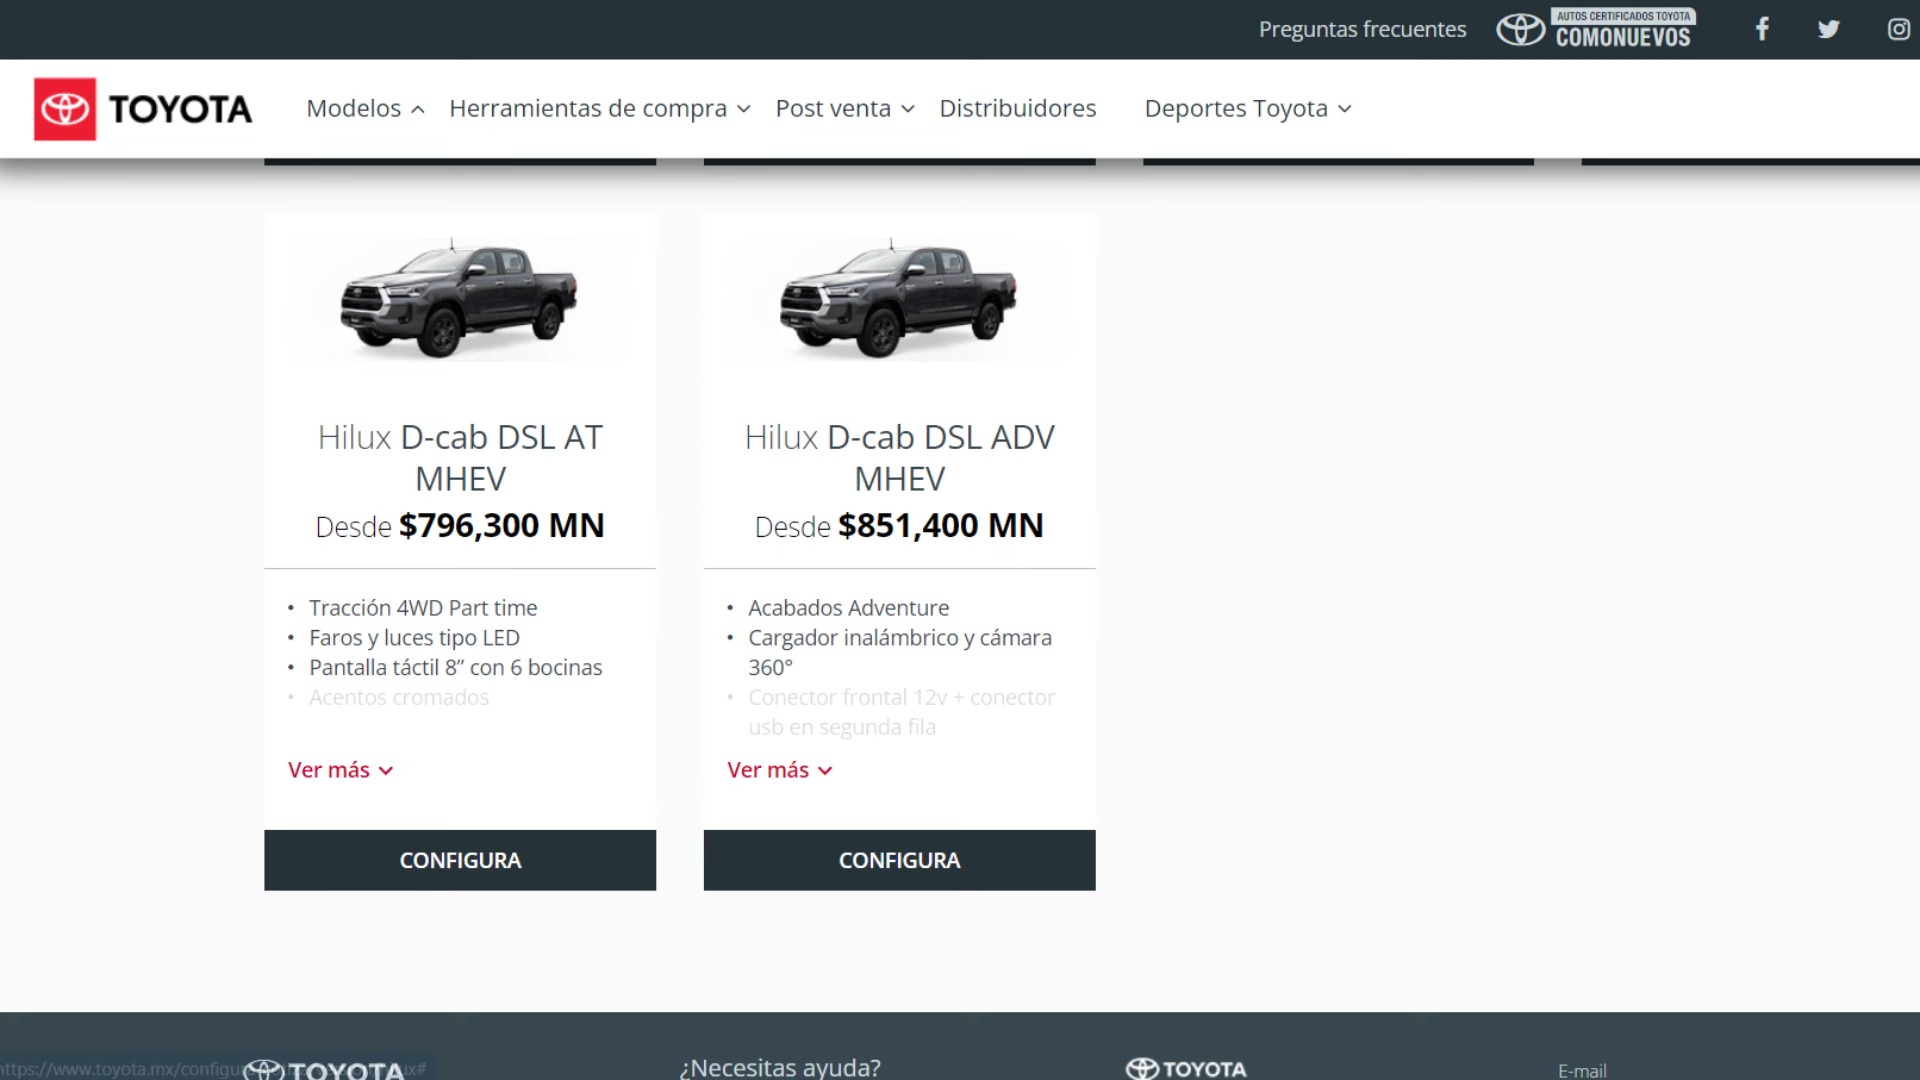 Preguntas frecuentes
AUTOS CERTIFICADOS TOYOTA
COMONUEVOS
TOYOTA
Modelos
Herramientas de compra
Post venta
Distribuidores
Deportes Toyota
Hilux D-cab DSL AT
MHEV
Desde $796,300 MN
• Tracción 4WD Part time
• Faros y luces tipo LED
• Pantalla táctil 8” con 6 bocinas
• Acentos cromados
Ver más
CONFIGURA
Hilux D-cab DSL ADV
MHEV
Desde $851,400 MN
• Acabados Adventure
• Cargador inalámbrico y cámara
360°
• Conector frontal 12v + conector
usb en segunda fila
Ver más
CONFIGURA
TOYOTA
¿Necesitas ayuda?
TOYOTA
E-mail